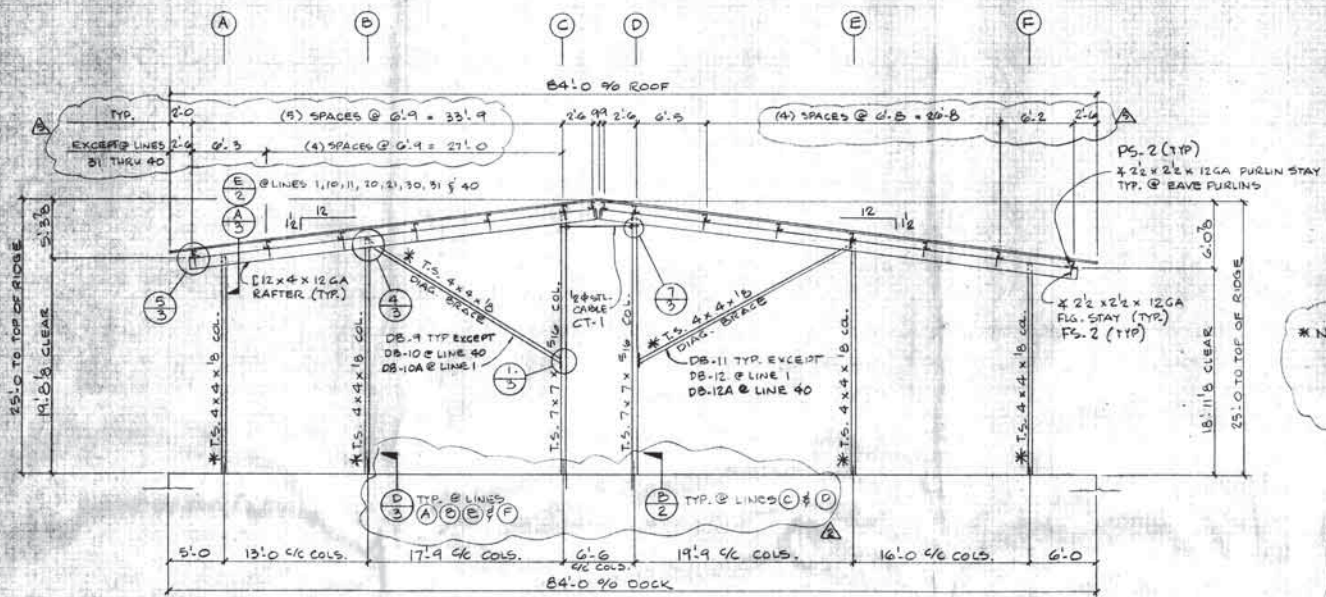 A B C D E F
84'-0 o/o ROOF
TYP. 2'-0 (5) SPACES @ 6'-9 = 33'-9 2'-6 9 9 2'-6 6'-5 (4) SPACES @ 6'-8 = 26'-8 6'-2 2'-6
EXCEPT @ LINES 2'-6 6'-3 (4) SPACES @ 6'-9 = 27'-0
31 THRU 40
PS-2 (TYP)
∠ 2½ x 2½ x 12GA PURLIN STAY
TYP. @ EAVE PURLINS
E/2 @ LINES 1, 10, 11, 20, 21, 30, 31 & 40
A/3
12
1½
12
1½
25'-0 TO TOP OF RIDGE
19'-8⅛ CLEAR
[12 x 4 x 12GA
RAFTER (TYP.)
5/3
4/3
* T.S. 4 x 4 x ⅛
DIAG. BRACE
½⌀ STL.
CABLE
CT-1
7/3
* T.S. 4 x 4 x ⅛
DIAG. BRACE
DB-9 TYP EXCEPT
DB-10 @ LINE 40
DB-10A @ LINE 1
1/3
DB-11 TYP. EXCEPT
DB-12 @ LINE 1
DB-12A @ LINE 40
∠ 2½ x 2½ x 12GA
FLG. STAY (TYP.)
FS-2 (TYP)
18'-11⅛ CLEAR
25'-0 TO TOP OF RIDGE
* N
* T.S. 4 x 4 x ⅛ COL.
* T.S. 4 x 4 x ⅛ COL.
T.S. 7 x 7 x 5/16 COL.
T.S. 7 x 7 x 5/16 COL.
* T.S. 4 x 4 x ⅛ COL.
* T.S. 4 x 4 x ⅛ COL.
D/3 TYP. @ LINES
A B E & F
B/2 TYP. @ LINES C & D
5'-0 13'-0 c/c COLS. 17'-9 c/c COLS. 6'-6 c/c COLS. 19'-9 c/c COLS. 16'-0 c/c COLS. 6'-0
84'-0 o/o DOCK